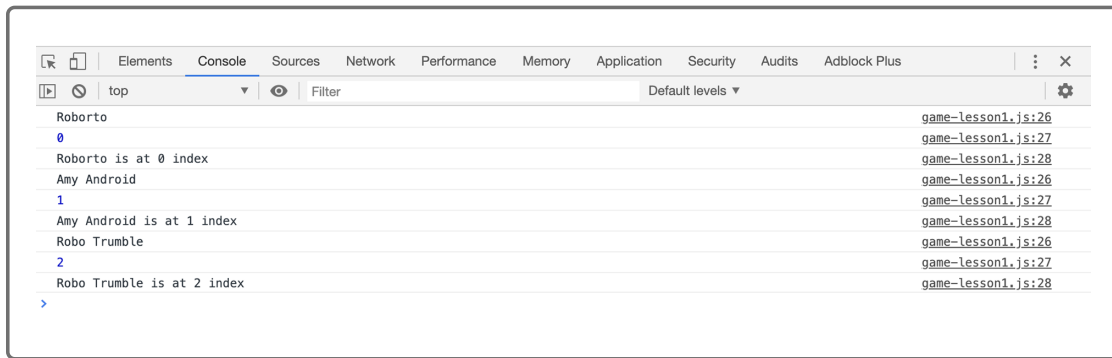 Elements Console Sources Network Performance Memory Application Security Audits Adblock Plus
top Filter Default levels
Roborto game-lesson1.js:26
0 game-lesson1.js:27
Roborto is at 0 index game-lesson1.js:28
Amy Android game-lesson1.js:26
1 game-lesson1.js:27
Amy Android is at 1 index game-lesson1.js:28
Robo Trumble game-lesson1.js:26
2 game-lesson1.js:27
Robo Trumble is at 2 index game-lesson1.js:28